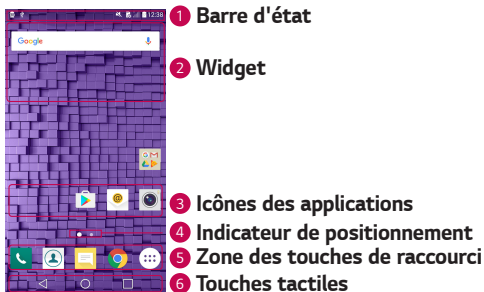 12:38
1 Barre d'état
Google
2 Widget
3 Icônes des applications
4 Indicateur de positionnement
5 Zone des touches de raccourci
6 Touches tactiles